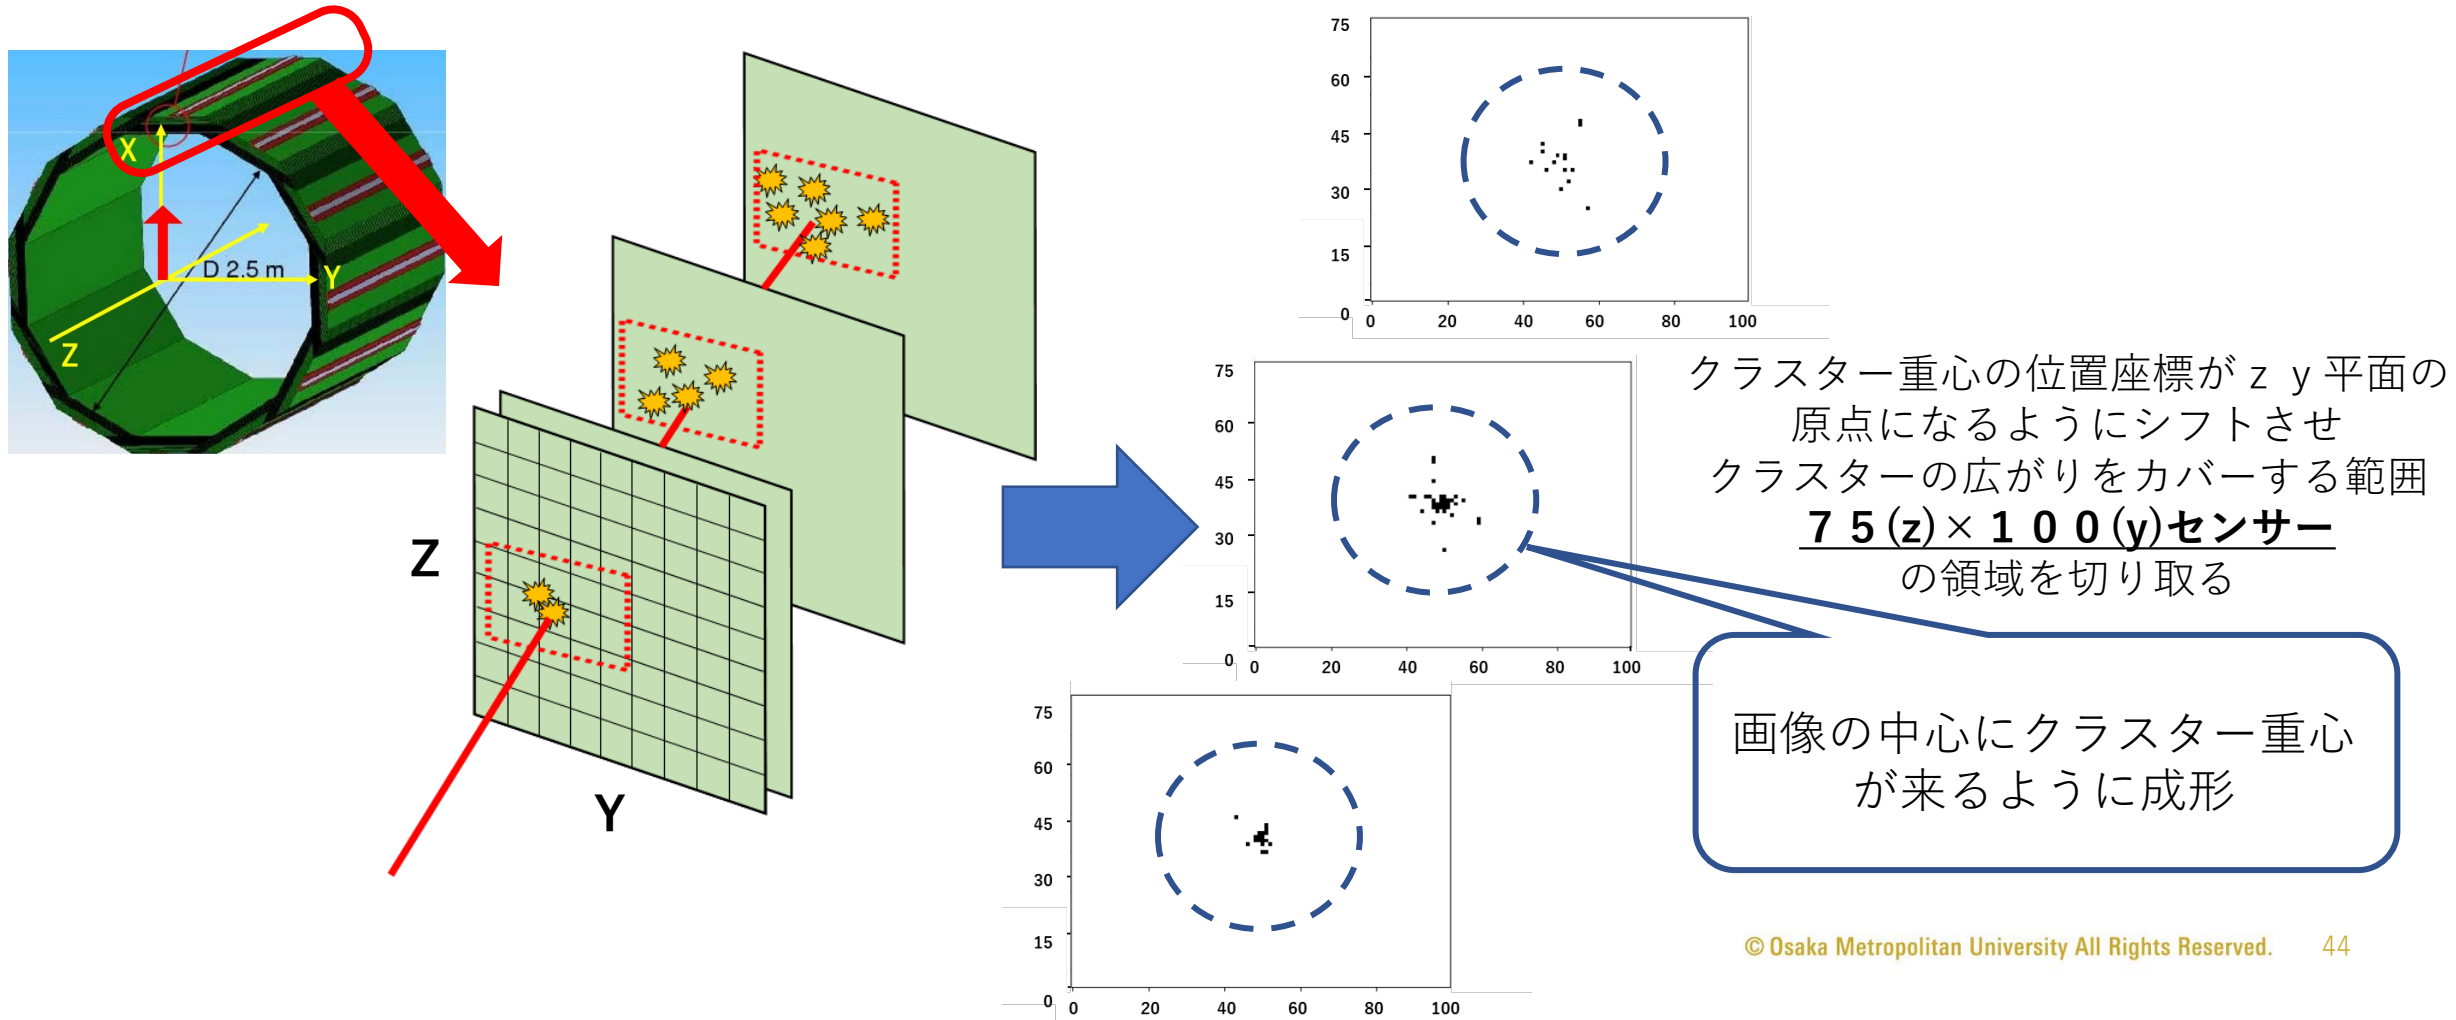 X
D 2.5 m
Y
Z
Z
Y
75
60
45
30
15
0
0 20 40 60 80 100
75
60
45
30
15
0
0 20 40 60 80 100
75
60
45
30
15
0
0 20 40 60 80 100
クラスター重心の位置座標がｚｙ平面の
原点になるようにシフトさせ
クラスターの広がりをカバーする範囲
７５(z)×１００(y)センサー
の領域を切り取る
画像の中心にクラスター重心
が来るように成形
© Osaka Metropolitan University All Rights Reserved. 44